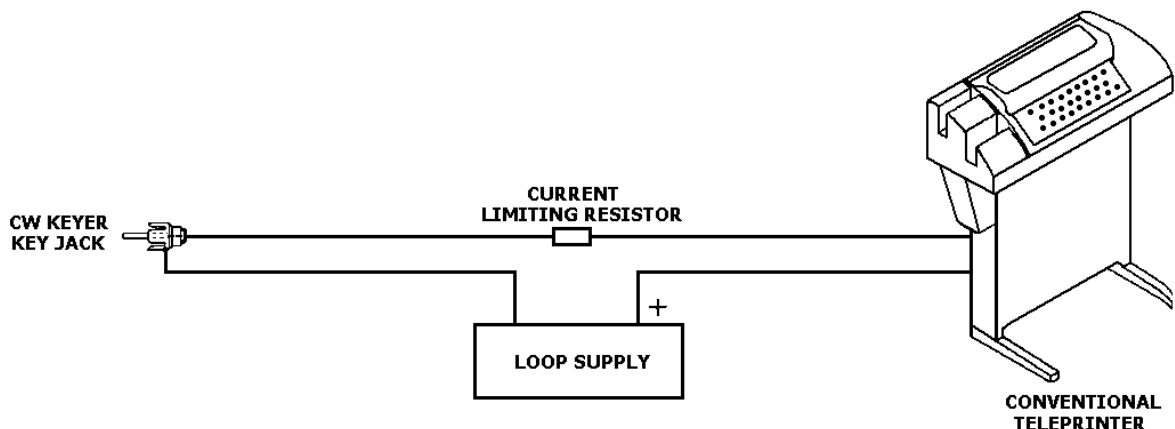 CURRENT
LIMITING RESISTOR
CW KEYER
KEY JACK
+
LOOP SUPPLY
CONVENTIONAL
TELEPRINTER